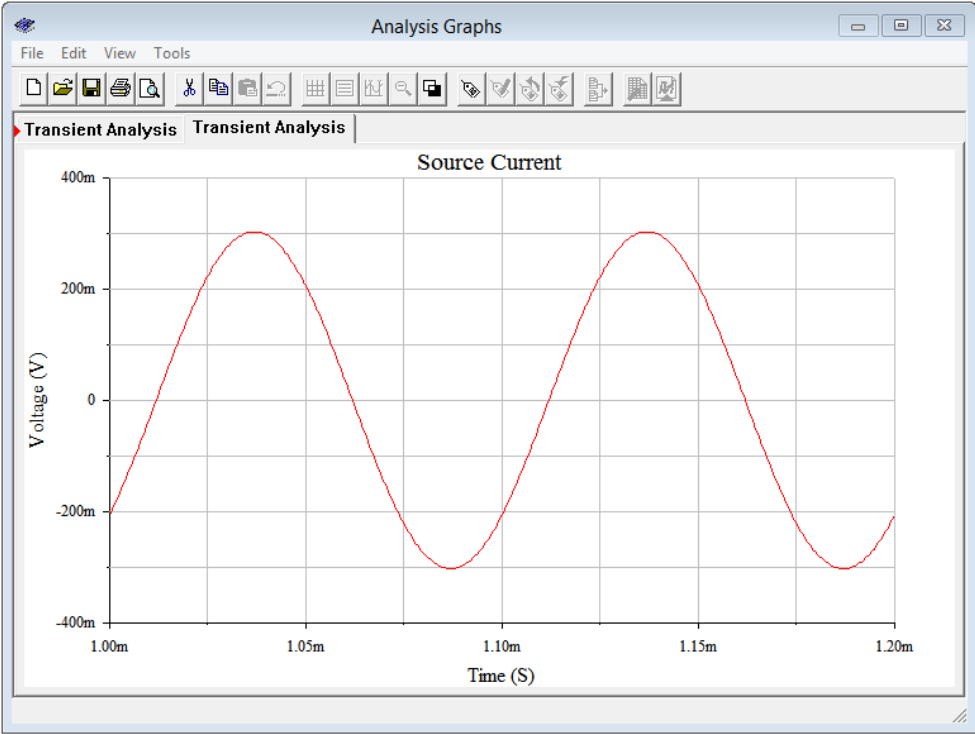 Analysis Graphs
File Edit View Tools
Transient Analysis Transient Analysis
Source Current
400m
200m
0
-200m
-400m
Voltage (V)
1.00m 1.05m 1.10m 1.15m 1.20m
Time (S)